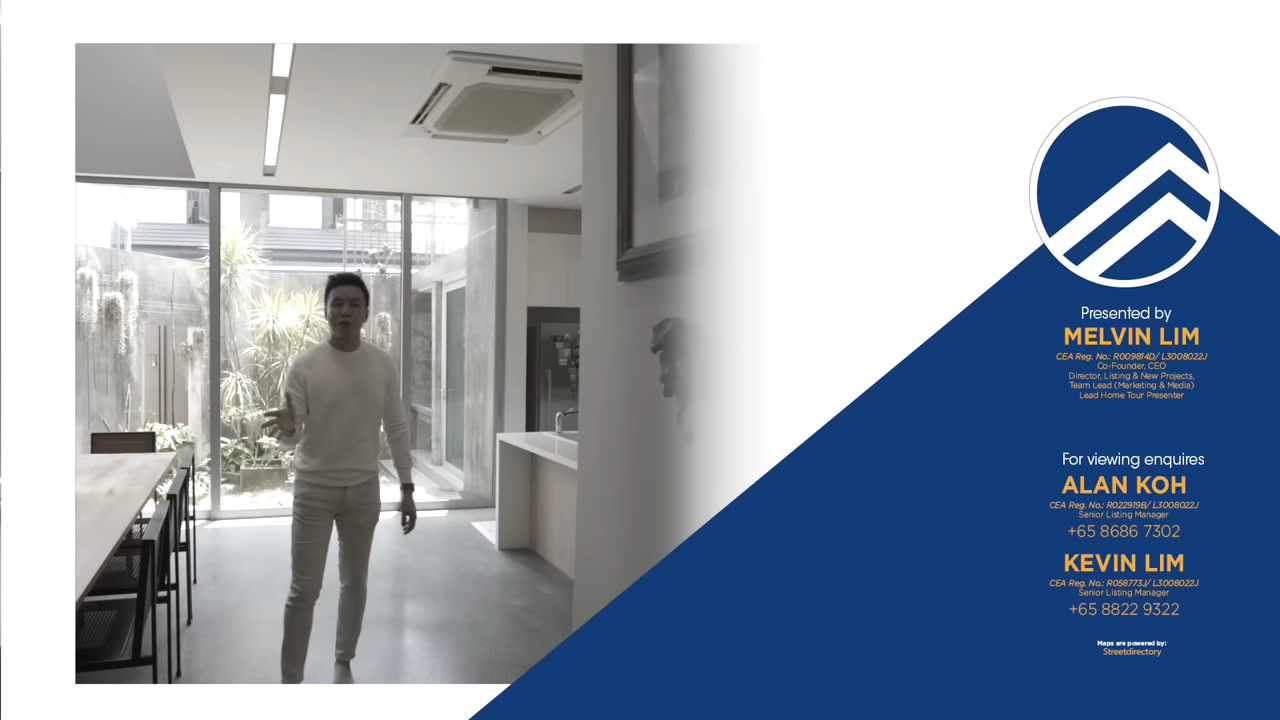 Presented by
MELVIN LIM
CEA Reg. No.: R009814D/ L3008022J
Co-Founder, CEO
Director, Listing & New Projects,
Team Lead (Marketing & Media)
Lead Home Tour Presenter
For viewing enquires
ALAN KOH
CEA Reg. No.: R022919B/ L3008022J
Senior Listing Manager
+65 8686 7302
KEVIN LIM
CEA Reg. No.: R058773J/ L3008022J
Senior Listing Manager
+65 8822 9322
Maps are powered by:
Streetdirectory